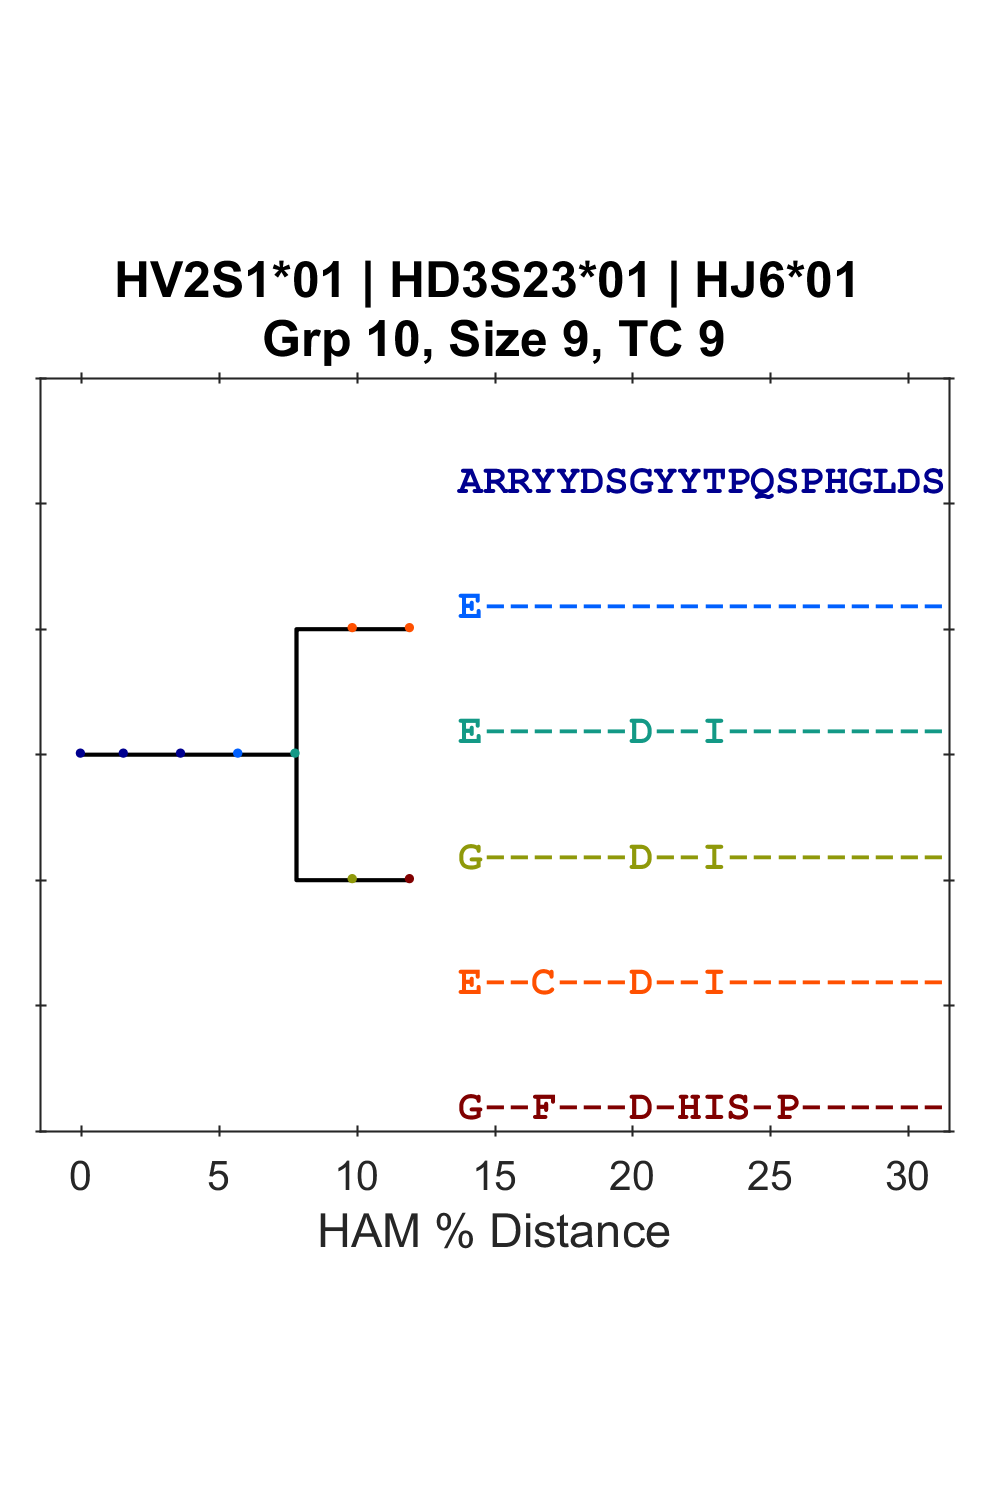 HV2S1*01 | HD3S23*01 | HJ6*01
Grp 10, Size 9, TC 9
ARRYYDSGYYTPQSPHGLDS
E-------------------
E------D--I---------
G------D--I---------
E--C---D--I---------
G--F---D-HIS-P------
0 5 10 15 20 25 30
HAM % Distance